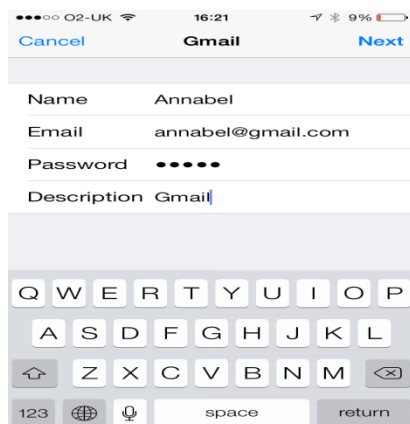 O2-UK 16:21 9%
Cancel Gmail Next
Name Annabel
Email annabel@gmail.com
Password •••••
Description Gmail
Q W E R T Y U I O P
A S D F G H J K L
Z X C V B N M
123 space return